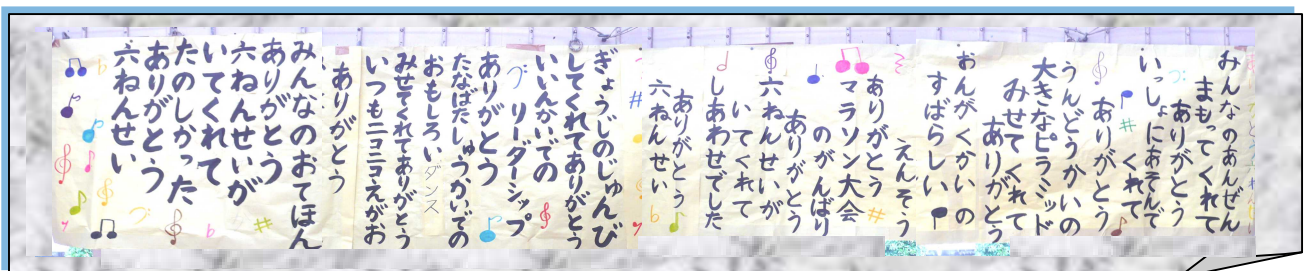 みんなのあんぜん
まもってくれて
ありがとう
いっしょにあそんで
くれて
ありがとう
うんどうかいの
大きなピラミッド
みせてくれて
ありがとう
おんがくかいの
すばらしい
えんそう
ありがとう
マラソン大会
のがんばり
ありがとう
六ねんせいが
いてくれて
しあわせでした
ありがとう
六ねんせい
ぎょうじのじゅんび
してくれてありがとう
いいんかいでの
リーダーシップ
ありがとう
たなばたしゅうかいでの
おもしろいダンス
みせてくれてありがとう
いつもニコニコえがお
ありがとう
みんなのおてほん
ありがとう
六ねんせいが
いてくれて
たのしかった
ありがとう
六ねんせい